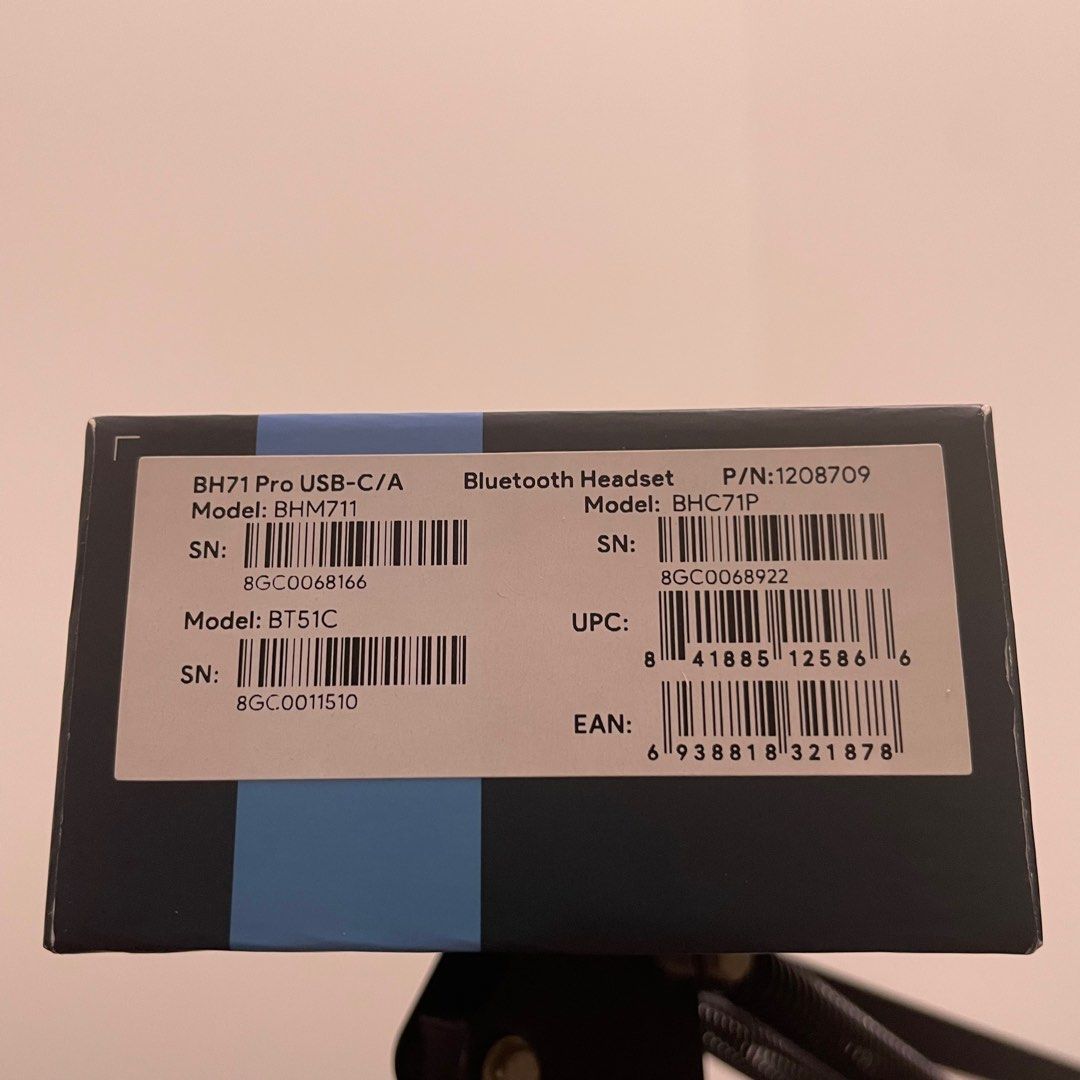 BH71 Pro USB-C/A Bluetooth Headset P/N:1208709
Model: BHM711
SN:
8GC0068166
Model: BT51C
SN:
8GC0011510
Model: BHC71P
SN:
8GC0068922
UPC:
8 41885 12586 6
EAN:
6 938818 321878